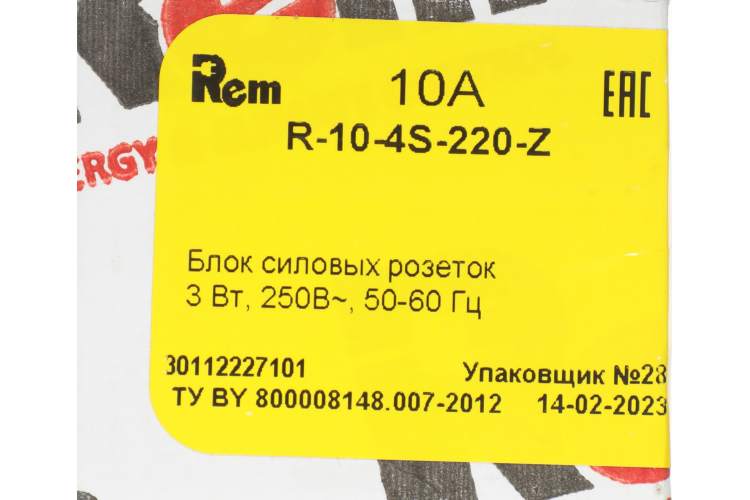 Rem 10A EAC
R-10-4S-220-Z
ERGY
Блок силовых розеток
3 Вт, 250В~, 50-60 Гц
30112227101 Упаковщик №28
ТУ BY 800008148.007-2012 14-02-2023